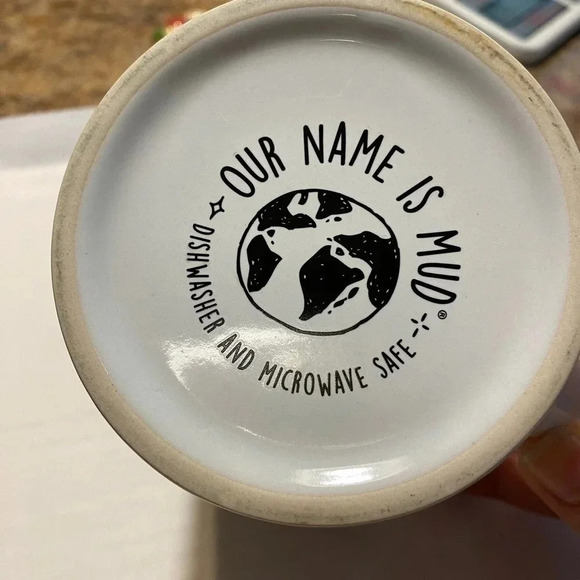 OUR NAME IS MUD®
DISHWASHER AND MICROWAVE SAFE